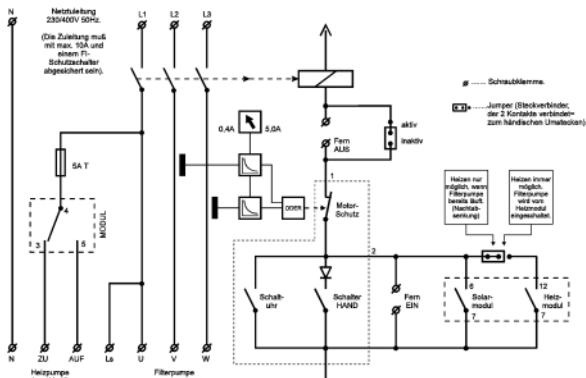 N
Netzzuleitung
230/400V 50Hz.
(Die Zuleitung muß
mit max. 10A und
einem FI-
Schutzschalter
abgesichert sein).
L1
L2
L3
Schraubklemme.
Jumper (Steckverbinder,
der 2 Kontakte verbindet=
zum händischen Umstecken).
aktiv
inaktiv
Fern
AUS
0,4A
5,0A
5A T
ODER
1
Motor-
Schutz
MODUL
4
3
5
2
Heizen nur
möglich, wenn
Filterpumpe
bereits läuft.
(Nachtab-
senkung)
Heizen immer
möglich.
Filterpumpe
wird vom
Heizmodul
eingeschaltet.
Schalt-
uhr
Schalter
HAND
Fern
EIN
6
Solar-
modul
7
12
Heiz-
modul
7
N
ZU
AUF
Ls
U
V
W
Heizpumpe
Filterpumpe